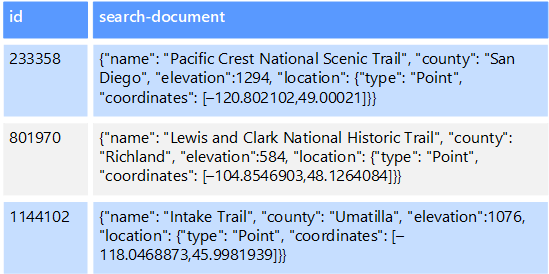 id search-document
233358 {"name": "Pacific Crest National Scenic Trail", "county": "San
Diego", "elevation":1294, "location": {"type": "Point",
"coordinates": [–120.802102,49.00021]}}
801970 {"name": "Lewis and Clark National Historic Trail", "county":
"Richland", "elevation":584, "location": {"type": "Point",
"coordinates": [–104.8546903,48.1264084]}}
1144102 {"name": "Intake Trail", "county": "Umatilla", "elevation":1076,
"location": {"type": "Point", "coordinates": [–
118.0468873,45.9981939]}}